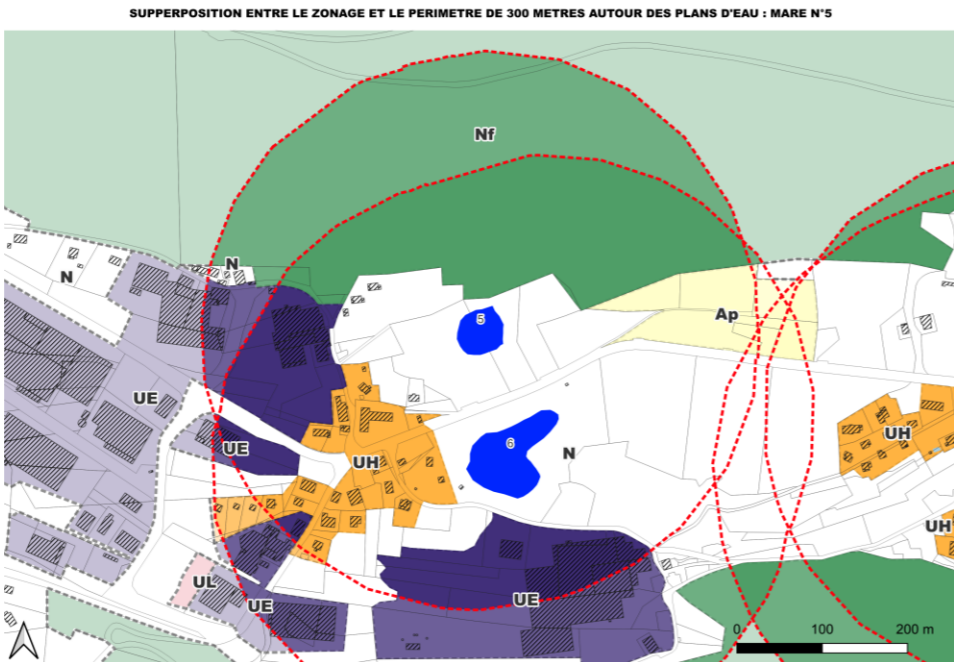 SUPPERPOSITION ENTRE LE ZONAGE ET LE PERIMETRE DE 300 METRES AUTOUR DES PLANS D'EAU : MARE N°5
Nf
N
N
Ap
5
UE
UH
6
N
UE
UH
UH
UL
UE
UE
0 100 200 m